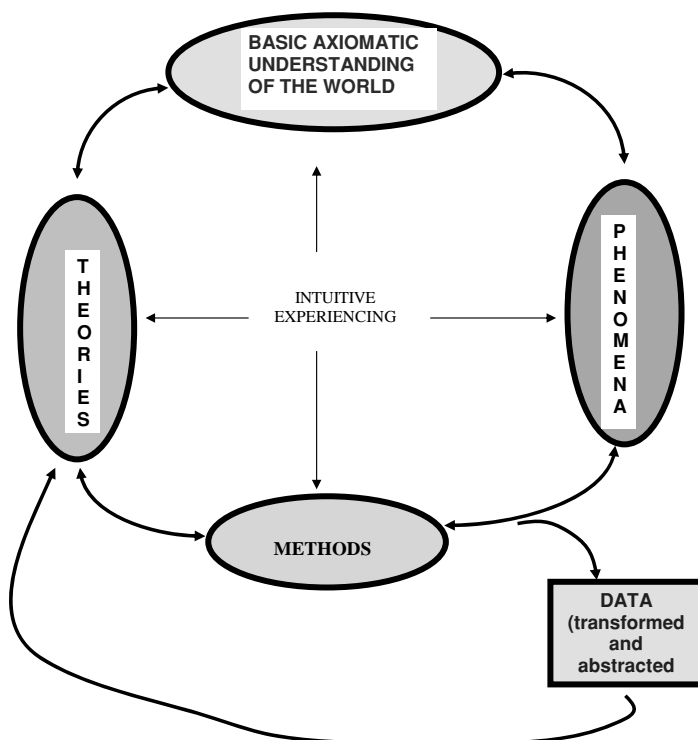 BASIC AXIOMATIC
UNDERSTANDING
OF THE WORLD
T
H
E
O
R
I
E
S
INTUITIVE
EXPERIENCING
P
H
E
N
O
M
E
N
A
METHODS
DATA
(transformed
and
abstracted